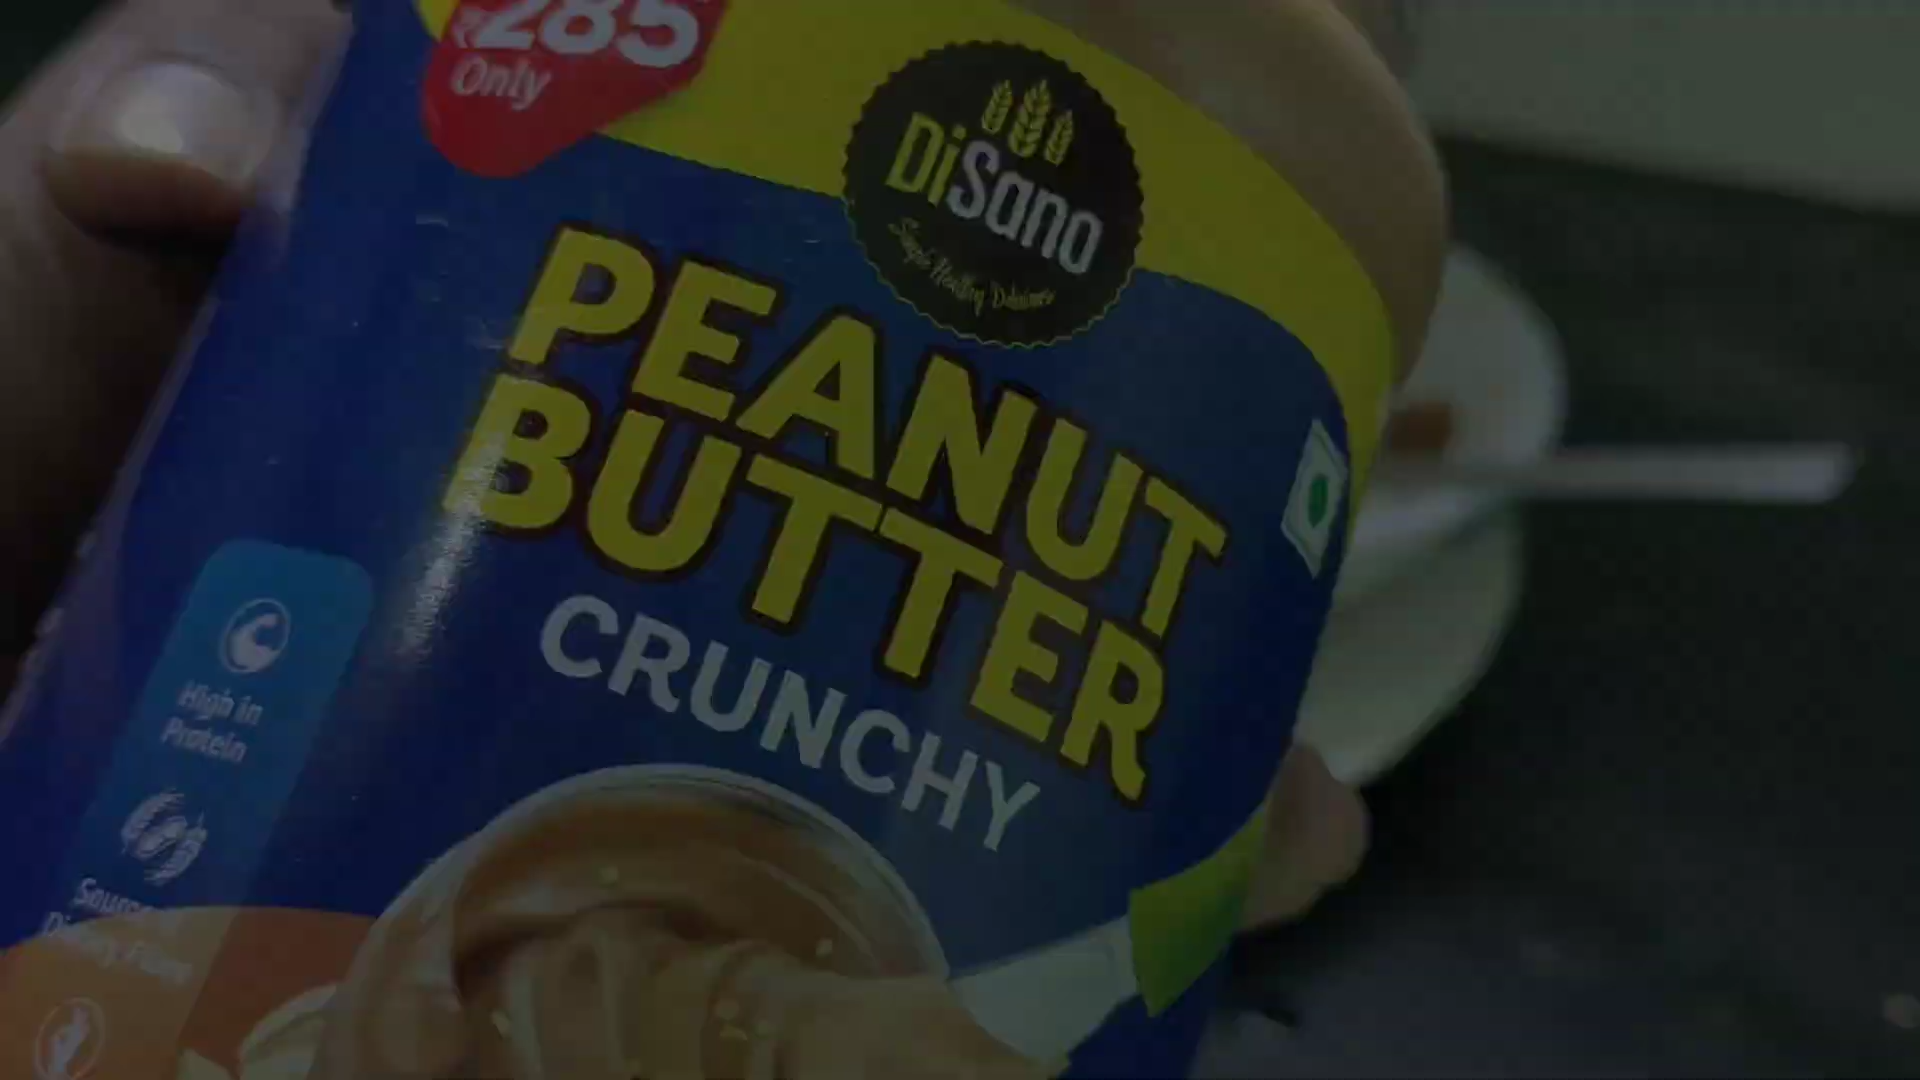 ₹285
Only
DiSano
PEANUT
BUTTER
CRUNCHY
High in
Protein